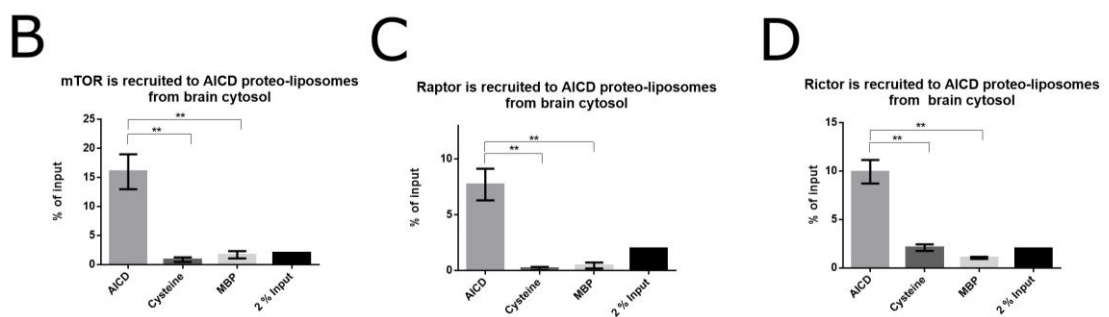 B
mTOR is recruited to AICD proteo-liposomes
from brain cytosol
**
**
% of input
25
20
15
10
5
0
AICD
Cysteine
MBP
2 % Input
C
Raptor is recruited to AICD proteo-liposomes
from brain cytosol
**
**
% of input
10
5
0
AICD
Cysteine
MBP
2 % Input
D
Rictor is recruited to AICD proteo-liposomes
from brain cytosol
**
**
% of input
15
10
5
0
AICD
Cysteine
MBP
2 % Input